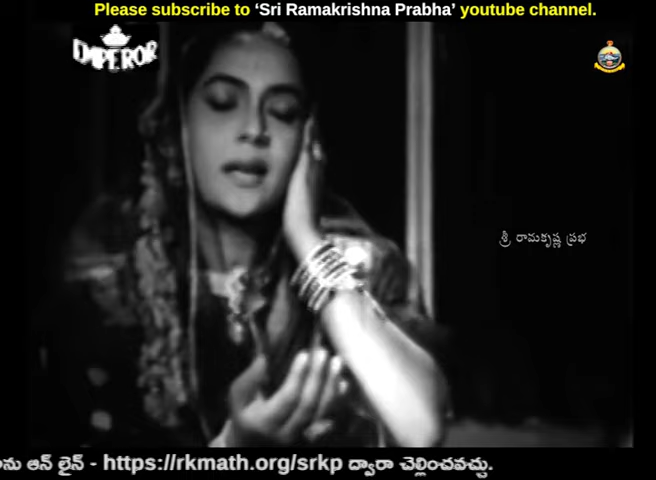 Please subscribe to ‘Sri Ramakrishna Prabha’ youtube channel.
EMPEROR
శ్రీ రామకృష్ణ ప్రభ
ను ఆన్ లైన్ - https://rkmath.org/srkp ద్వారా చెల్లించవచ్చు.